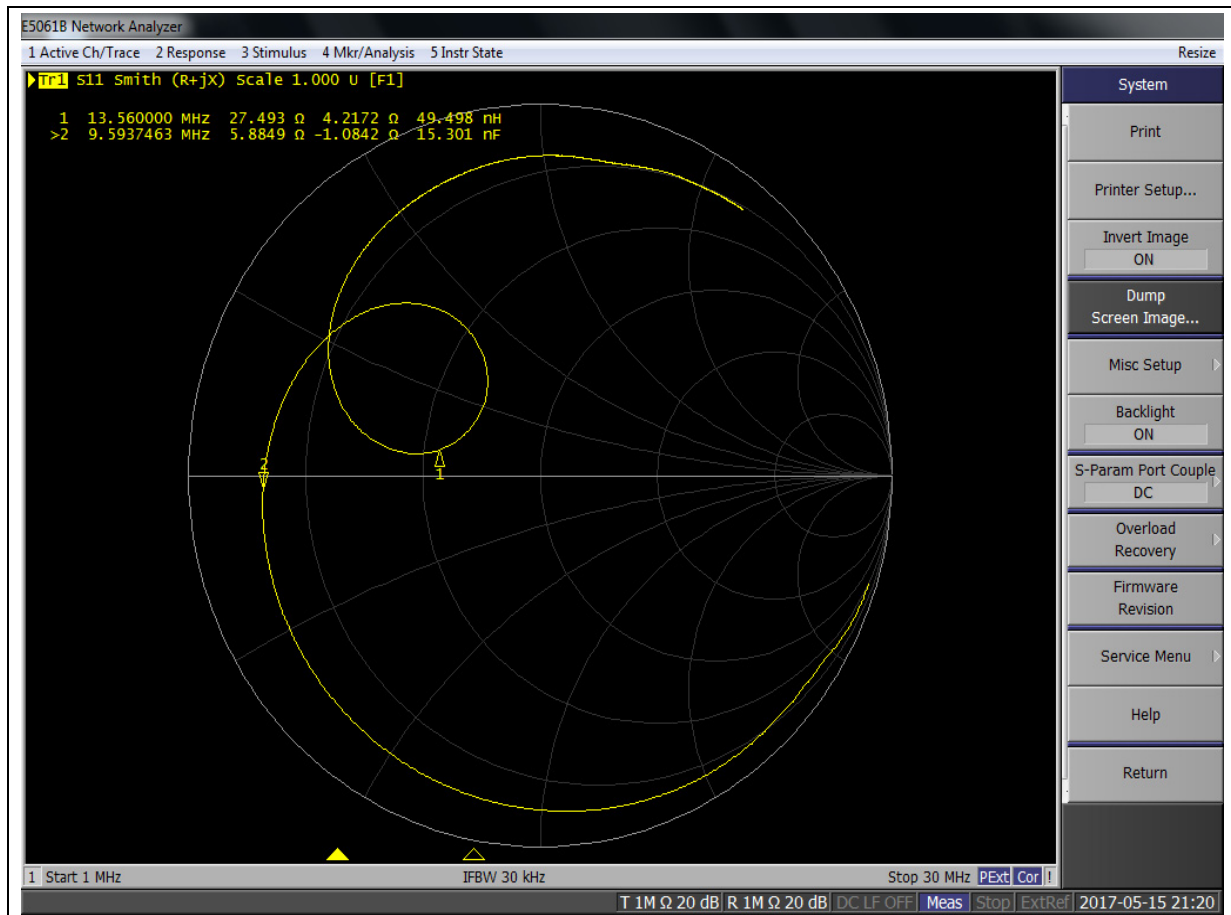 E5061B Network Analyzer
1 Active Ch/Trace 2 Response 3 Stimulus 4 Mkr/Analysis 5 Instr State Resize
Tr1 S11 Smith (R+jX) Scale 1.000 U [F1]
1 13.560000 MHz 27.493 Ω 4.2172 Ω 49.498 nH
>2 9.5937463 MHz 5.8849 Ω -1.0842 Ω 15.301 nF
2
1
System
Print
Printer Setup...
Invert Image
ON
Dump
Screen Image...
Misc Setup
Backlight
ON
S-Param Port Couple
DC
Overload
Recovery
Firmware
Revision
Service Menu
Help
Return
1 Start 1 MHz IFBW 30 kHz Stop 30 MHz PExt Cor !
T 1M Ω 20 dB R 1M Ω 20 dB DC LF OFF Meas Stop ExtRef 2017-05-15 21:20